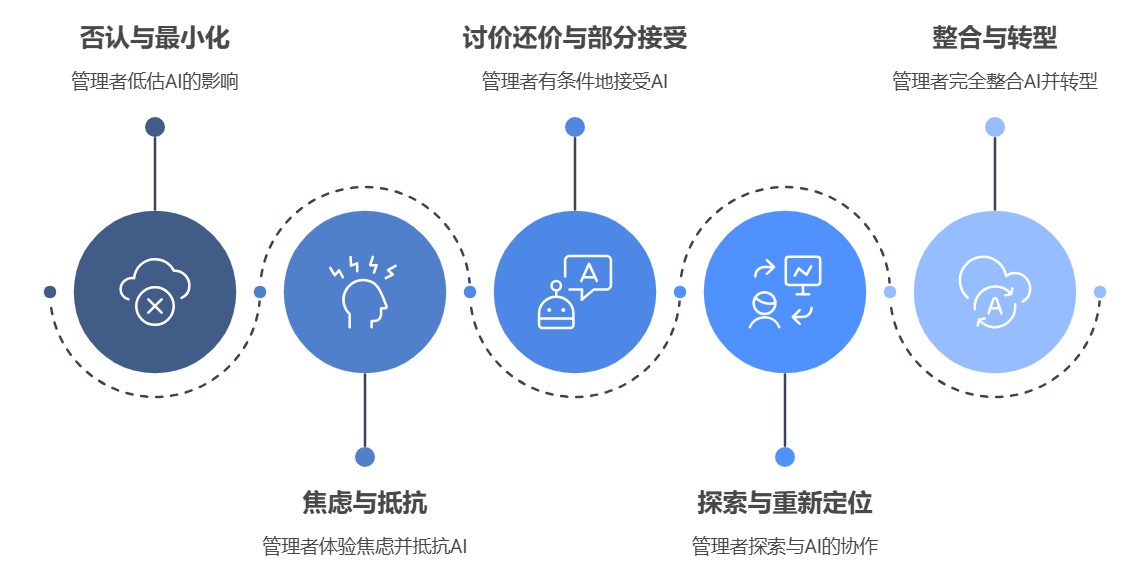 否认与最小化
管理者低估AI的影响
焦虑与抵抗
管理者体验焦虑并抵抗AI
讨价还价与部分接受
管理者有条件地接受AI
A
探索与重新定位
管理者探索与AI的协作
整合与转型
管理者完全整合AI并转型
A